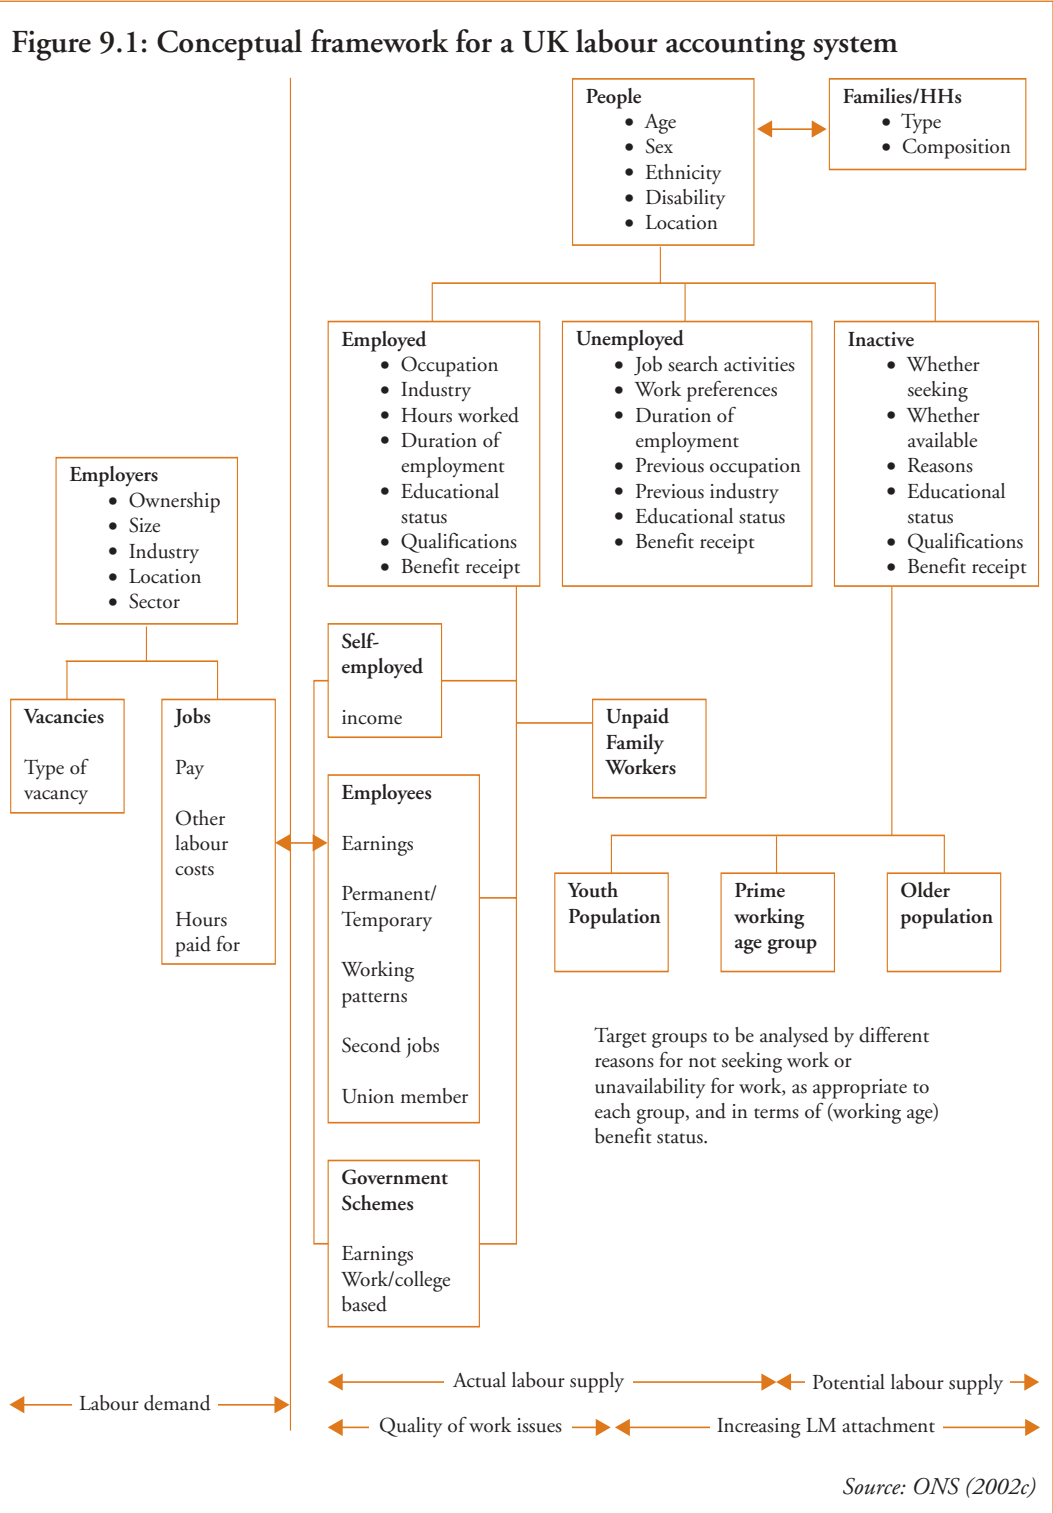 Figure 9.1: Conceptual framework for a UK labour accounting system
People
• Age
• Sex
• Ethnicity
• Disability
• Location
Families/HHs
• Type
• Composition
Employed
• Occupation
• Industry
• Hours worked
• Duration of
employment
• Educational
status
• Qualifications
• Benefit receipt
Unemployed
• Job search activities
• Work preferences
• Duration of
employment
• Previous occupation
• Previous industry
• Educational status
• Benefit receipt
Inactive
• Whether
seeking
• Whether
available
• Reasons
• Educational
status
• Qualifications
• Benefit receipt
Employers
• Ownership
• Size
• Industry
• Location
• Sector
Vacancies
Type of
vacancy
Jobs
Pay
Other
labour
costs
Hours
paid for
Self-
employed
income
Unpaid
Family
Workers
Employees
Earnings
Permanent/
Temporary
Working
patterns
Second jobs
Union member
Youth
Population
Prime
working
age group
Older
population
Target groups to be analysed by different
reasons for not seeking work or
unavailability for work, as appropriate to
each group, and in terms of (working age)
benefit status.
Government
Schemes
Earnings
Work/college
based
Labour demand
Actual labour supply
Potential labour supply
Quality of work issues
Increasing LM attachment
Source: ONS (2002c)